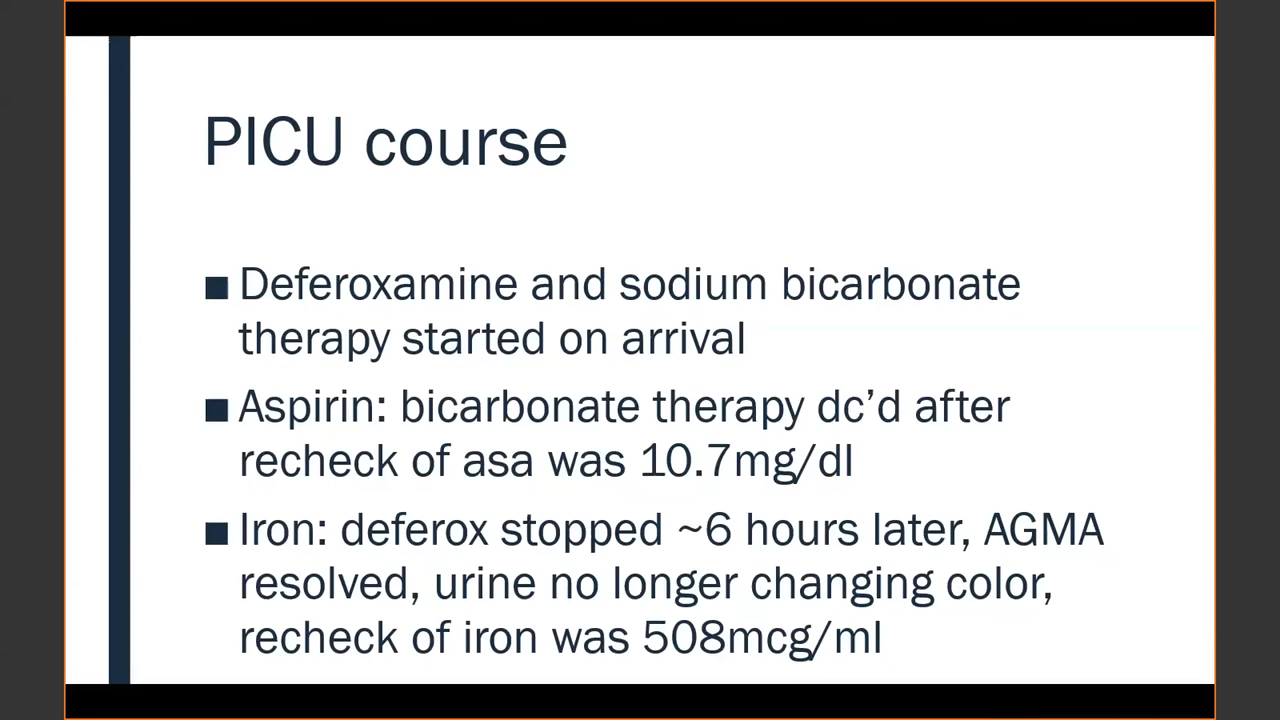 PICU course
■ Deferoxamine and sodium bicarbonate
therapy started on arrival
■ Aspirin: bicarbonate therapy dc’d after
recheck of asa was 10.7mg/dl
■ Iron: deferox stopped ~6 hours later, AGMA
resolved, urine no longer changing color,
recheck of iron was 508mcg/ml